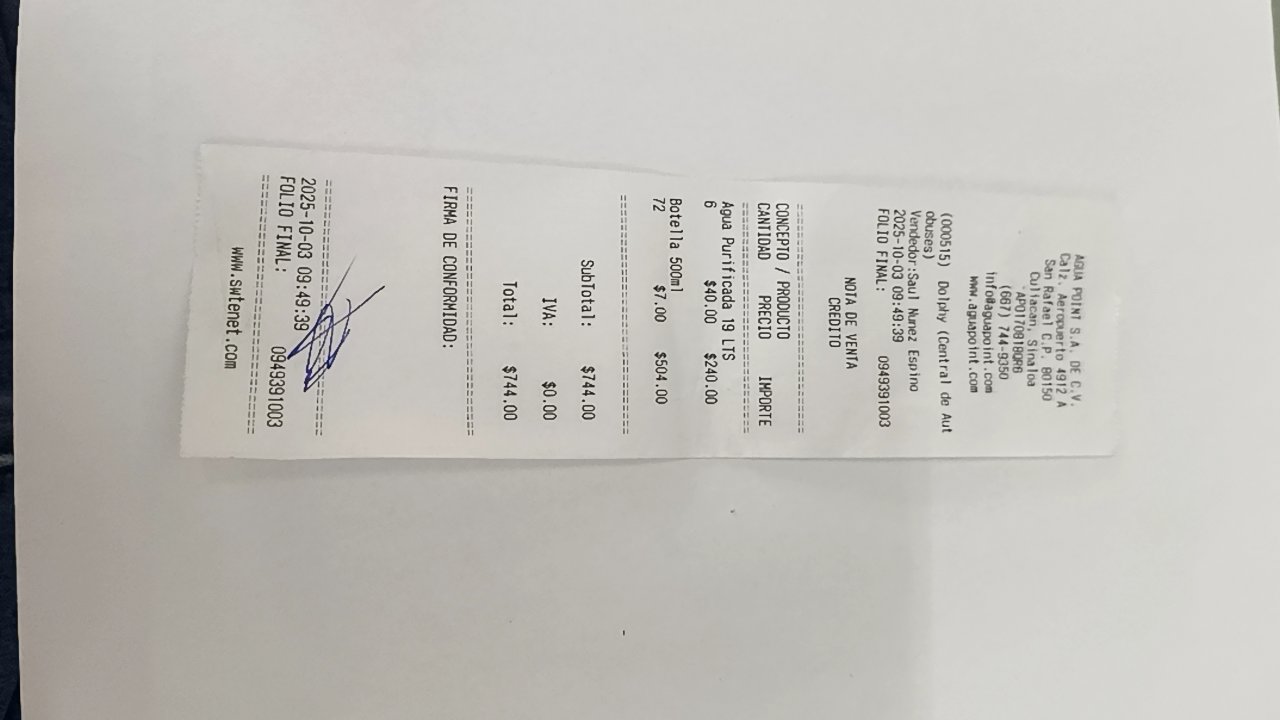 AGUA POINT S.A. DE C.V.
Calz. Aeropuerto 4912 A
San Rafael C.P. 80150
Culiacan, Sinaloa
APO170818QR6
(667) 744-9350
info@aguapoint.com
www.aguapoint.com
(000515) Dolphy (Central de Aut
obuses)
Vendedor:Saul Nunez Espino
2025-10-03 09:49:39
FOLIO FINAL: 0949391003
NOTA DE VENTA
CREDITO
CONCEPTO / PRODUCTO
CANTIDAD PRECIO IMPORTE
Agua Purificada 19 LTS
6 $40.00 $240.00
Botella 500ml
72 $7.00 $504.00
SubTotal: $744.00
IVA: $0.00
Total: $744.00
FIRMA DE CONFORMIDAD:
2025-10-03 09:49:39
FOLIO FINAL: 0949391003
www.swtenet.com